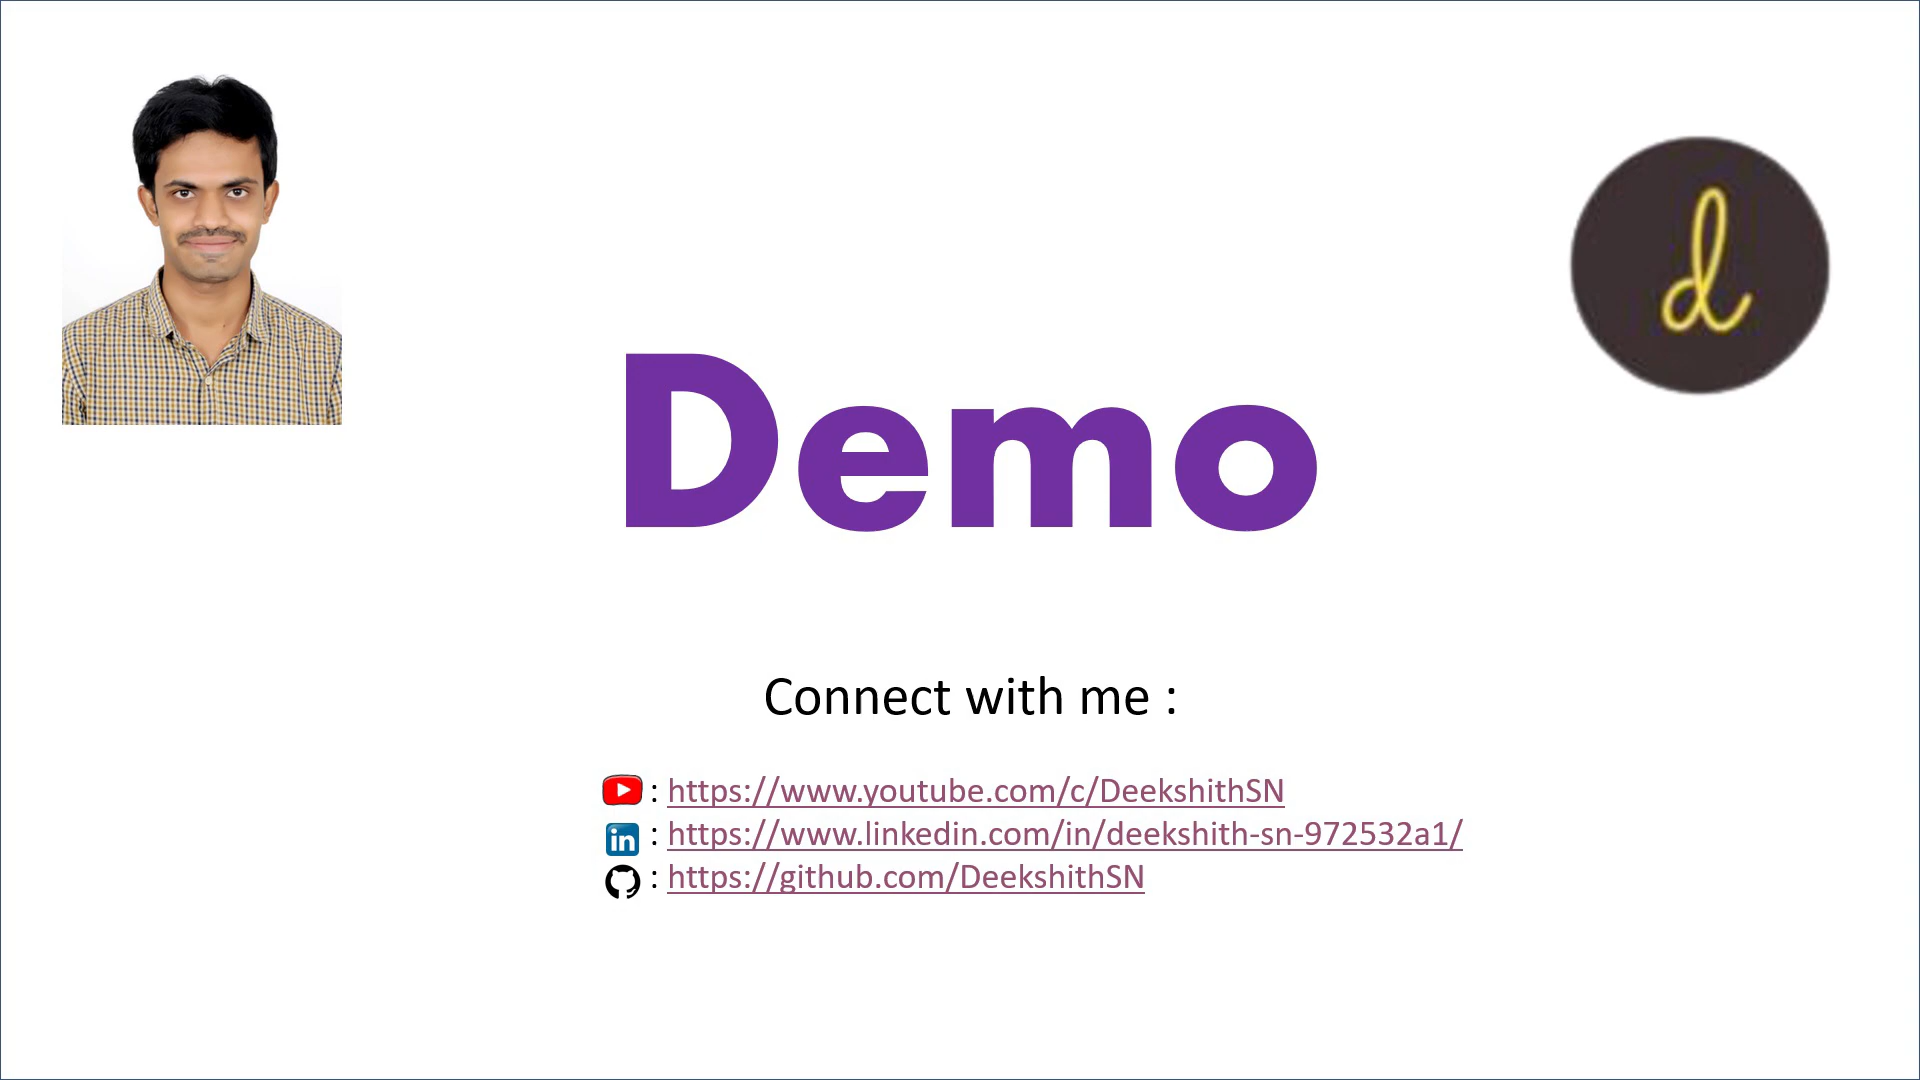 d
Demo
Connect with me :
: https://www.youtube.com/c/DeekshithSN
in : https://www.linkedin.com/in/deekshith-sn-972532a1/
: https://github.com/DeekshithSN